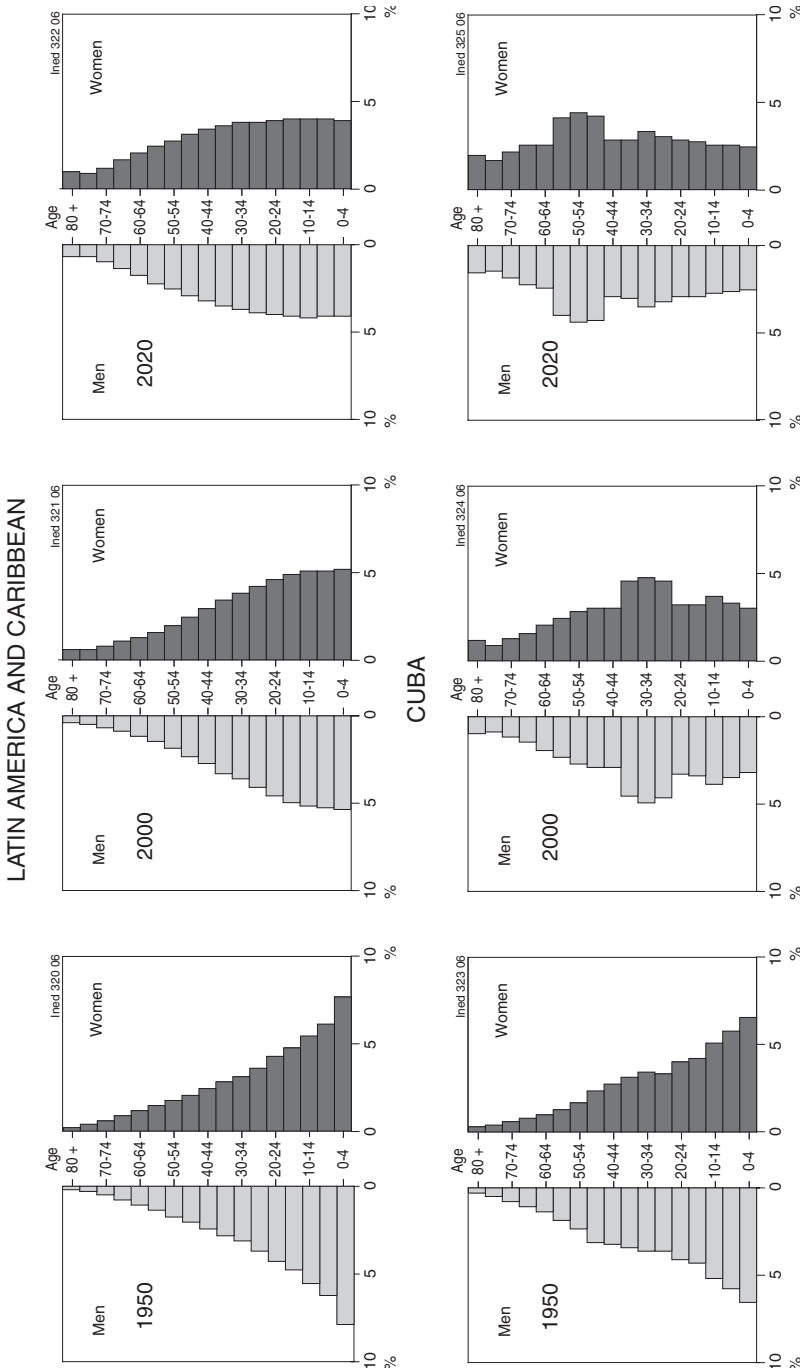 LATIN AMERICA AND CARIBBEAN
Ined 320 06
Age
Men
Women
1950
80 +
70-74
60-64
50-54
40-44
30-34
20-24
10-14
0-4
10 5 0 0 5 10
% %
Ined 321 06
Age
Men
Women
2000
80 +
70-74
60-64
50-54
40-44
30-34
20-24
10-14
0-4
10 5 0 0 5 10
% %
Ined 322 06
Age
Men
Women
2020
80 +
70-74
60-64
50-54
40-44
30-34
20-24
10-14
0-4
10 5 0 0 5 10
% %
CUBA
Ined 323 06
Age
Men
Women
1950
80 +
70-74
60-64
50-54
40-44
30-34
20-24
10-14
0-4
10 5 0 0 5 10
% %
Ined 324 06
Age
Men
Women
2000
80 +
70-74
60-64
50-54
40-44
30-34
20-24
10-14
0-4
10 5 0 0 5 10
% %
Ined 325 06
Age
Men
Women
2020
80 +
70-74
60-64
50-54
40-44
30-34
20-24
10-14
0-4
10 5 0 0 5 10
% %